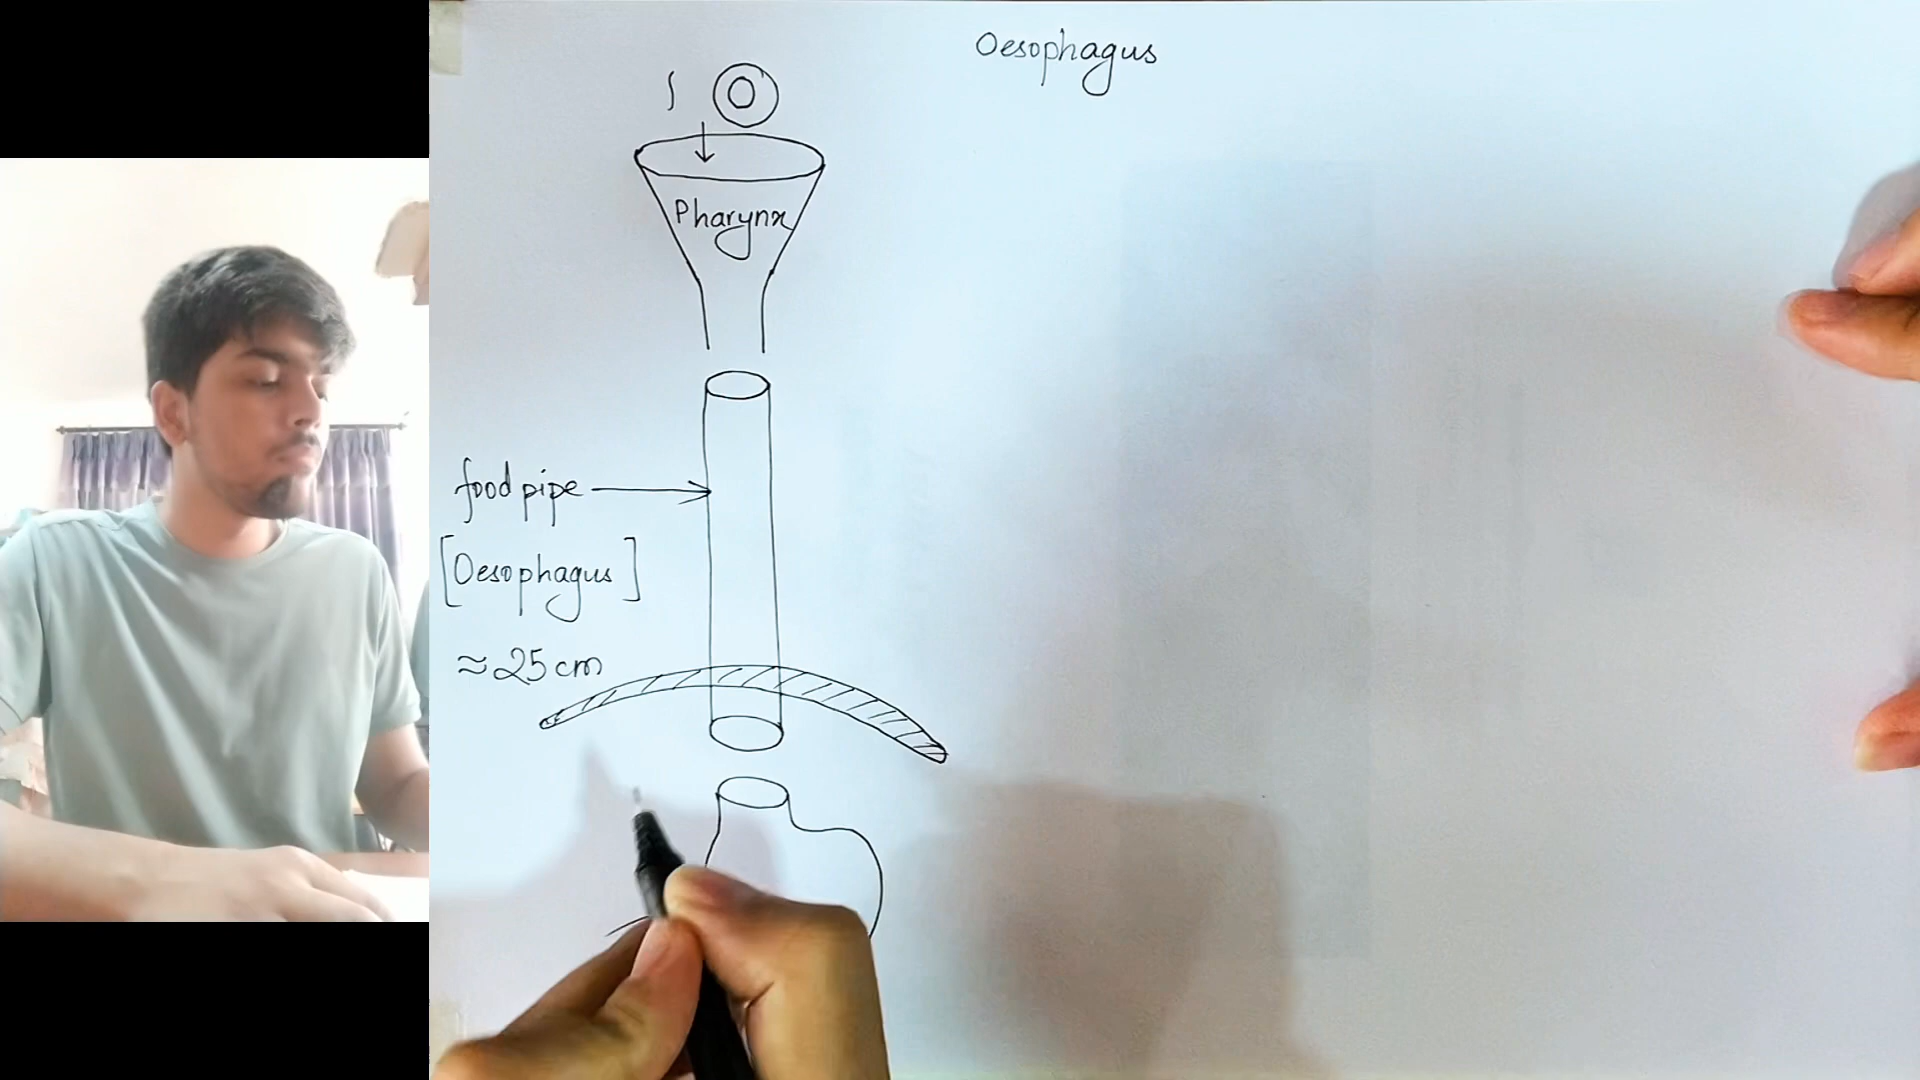 Oesophagus
Pharynx
food pipe
[Oesophagus]
≈ 25 cm